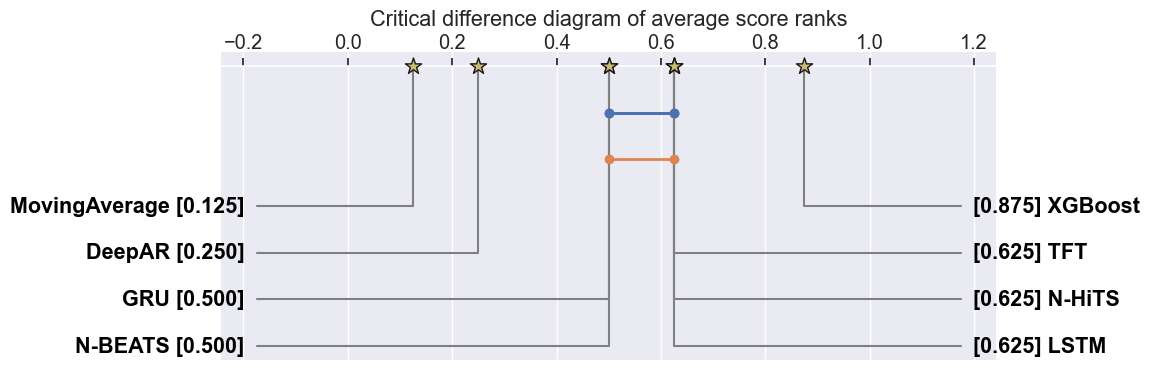 Critical difference diagram of average score ranks
−0.2 0.0 0.2 0.4 0.6 0.8 1.0 1.2
MovingAverage [0.125] [0.875] XGBoost
DeepAR [0.250] [0.625] TFT
GRU [0.500] [0.625] N-HiTS
N-BEATS [0.500] [0.625] LSTM